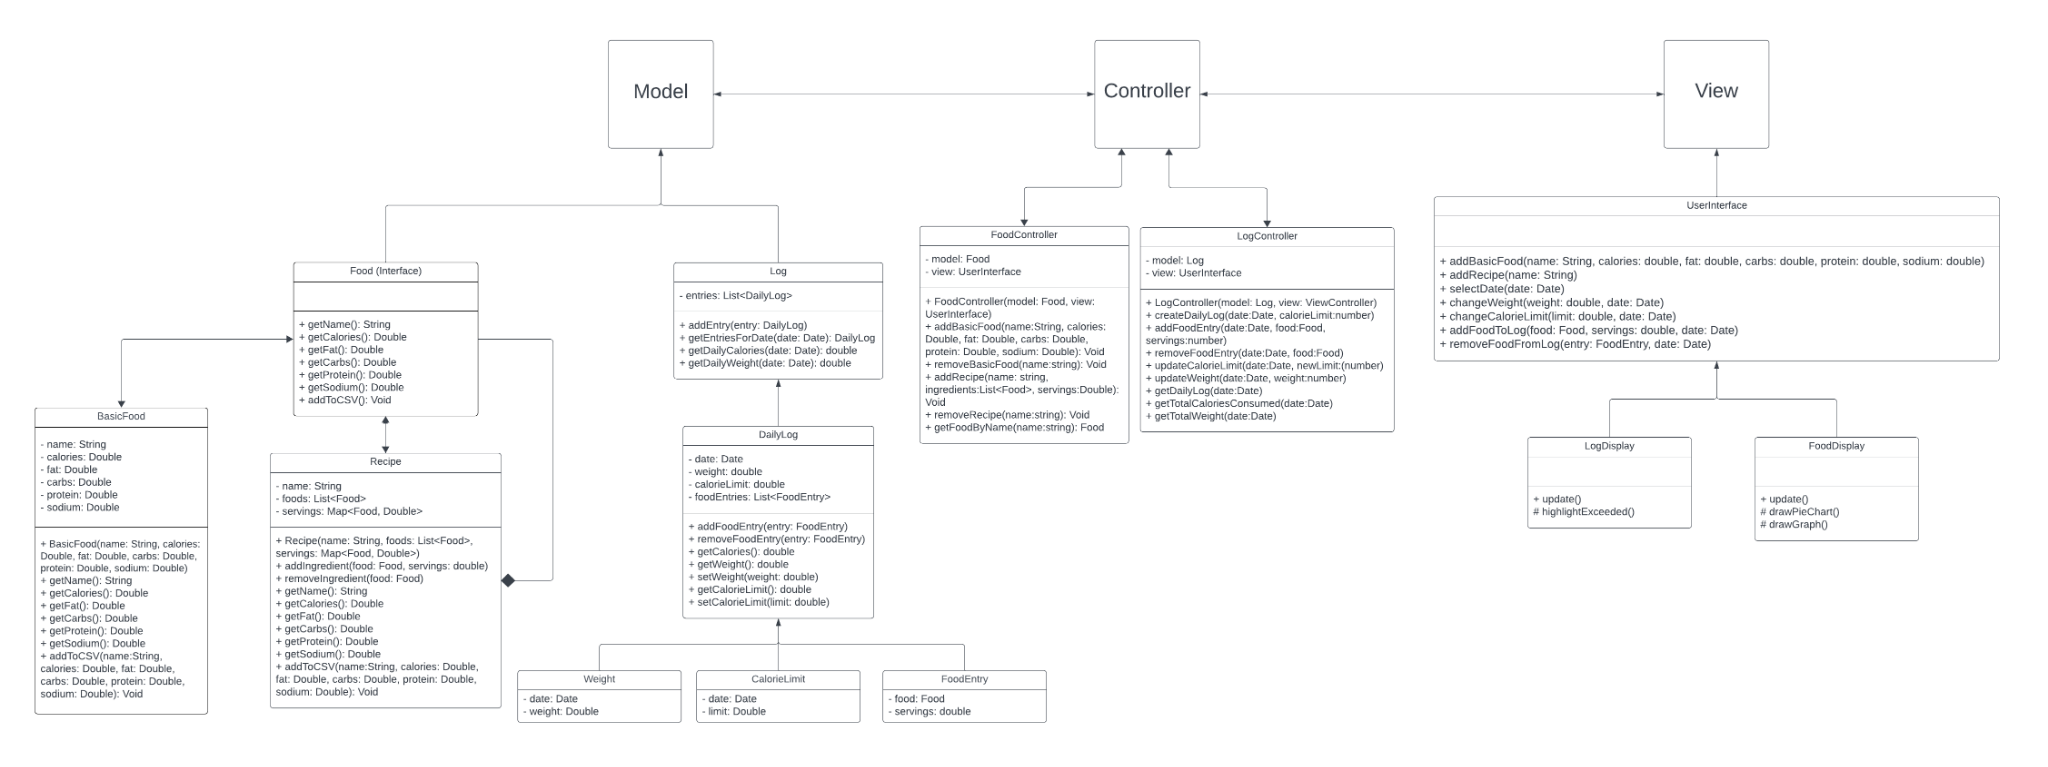 Model
Controller
View
Food (Interface)
+ getName(): String
+ getCalories(): Double
+ getFat(): Double
+ getCarbs(): Double
+ getProtein(): Double
+ getSodium(): Double
+ addToCSV(): Void
BasicFood
- name: String
- calories: Double
- fat: Double
- carbs: Double
- protein: Double
- sodium: Double
+ BasicFood(name: String, calories:
Double, fat: Double, carbs: Double,
protein: Double, sodium: Double)
+ getName(): String
+ getCalories(): Double
+ getFat(): Double
+ getCarbs(): Double
+ getProtein(): Double
+ getSodium(): Double
+ addToCSV(name:String,
calories: Double, fat: Double,
carbs: Double, protein: Double,
sodium: Double): Void
Recipe
- name: String
- foods: List<Food>
- servings: Map<Food, Double>
+ Recipe(name: String, foods: List<Food>,
servings: Map<Food, Double>)
+ addIngredient(food: Food, servings: double)
+ removeIngredient(food: Food)
+ getName(): String
+ getCalories(): Double
+ getFat(): Double
+ getCarbs(): Double
+ getProtein(): Double
+ getSodium(): Double
+ addToCSV(name:String, calories: Double,
fat: Double, carbs: Double, protein: Double,
sodium: Double): Void
Log
- entries: List<DailyLog>
+ addEntry(entry: DailyLog)
+ getEntriesForDate(date: Date): DailyLog
+ getDailyCalories(date: Date): double
+ getDailyWeight(date: Date): double
DailyLog
- date: Date
- weight: double
- calorieLimit: double
- foodEntries: List<FoodEntry>
+ addFoodEntry(entry: FoodEntry)
+ removeFoodEntry(entry: FoodEntry)
+ getCalories(): double
+ getWeight(): double
+ setWeight(weight: double)
+ getCalorieLimit(): double
+ setCalorieLimit(limit: double)
Weight
- date: Date
- weight: Double
CalorieLimit
- date: Date
- limit: Double
FoodEntry
- food: Food
- servings: double
FoodController
- model: Food
- view: UserInterface
+ FoodController(model: Food, view:
UserInterface)
+ addBasicFood(name:String, calories:
Double, fat: Double, carbs: Double,
protein: Double, sodium: Double): Void
+ removeBasicFood(name:string): Void
+ addRecipe(name: string,
ingredients:List<Food>, servings:Double):
Void
+ removeRecipe(name:string): Void
+ getFoodByName(name:string): Food
LogController
- model: Log
- view: UserInterface
+ LogController(model: Log, view: ViewController)
+ createDailyLog(date:Date, calorieLimit:number)
+ addFoodEntry(date:Date, food:Food,
servings:number)
+ removeFoodEntry(date:Date, food:Food)
+ updateCalorieLimit(date:Date, newLimit:(number)
+ updateWeight(date:Date, weight:number)
+ getDailyLog(date:Date)
+ getTotalCaloriesConsumed(date:Date)
+ getTotalWeight(date:Date)
UserInterface
+ addBasicFood(name: String, calories: double, fat: double, carbs: double, protein: double, sodium: double)
+ addRecipe(name: String)
+ selectDate(date: Date)
+ changeWeight(weight: double, date: Date)
+ changeCalorieLimit(limit: double, date: Date)
+ addFoodToLog(food: Food, servings: double, date: Date)
+ removeFoodFromLog(entry: FoodEntry, date: Date)
LogDisplay
+ update()
# highlightExceeded()
FoodDisplay
+ update()
# drawPieChart()
# drawGraph()